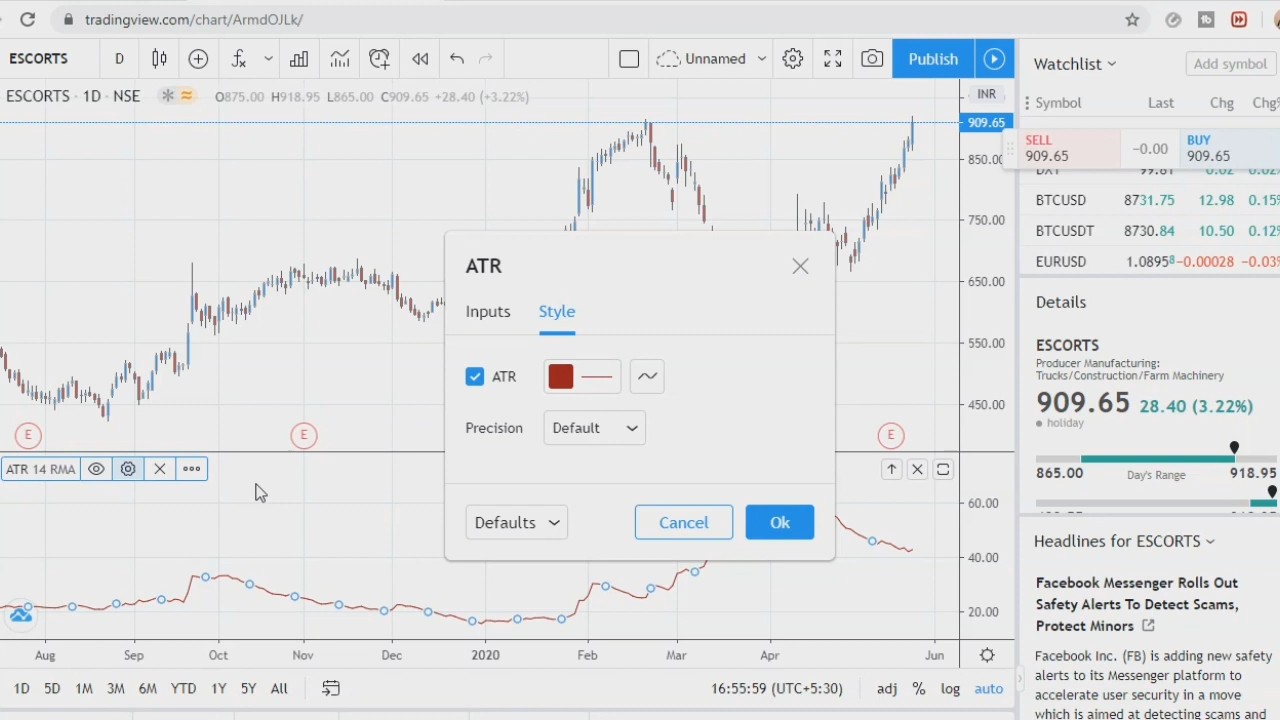 tradingview.com/chart/ArmdOJLk/
ESCORTS D Unnamed Publish
ESCORTS · 1D · NSE O875.00 H918.95 L865.00 C909.65 +28.40 (+3.22%)
INR
909.65
850.00
750.00
650.00
550.00
450.00
E E E
ATR
Inputs Style
ATR
Precision Default
Defaults Cancel Ok
ATR 14 RMA
60.00
40.00
20.00
Aug Sep Oct Nov Dec 2020 Feb Mar Apr Jun
1D 5D 1M 3M 6M YTD 1Y 5Y All 16:55:59 (UTC+5:30) adj % log auto
Watchlist Add symbol
Symbol Last Chg Chg%
SELL
909.65
-0.00
BUY
909.65
BTCUSD 8731.75 12.98 0.15%
BTCUSDT 8730.84 10.50 0.12%
EURUSD 1.08958 -0.00028 -0.03%
Details
ESCORTS
Producer Manufacturing:
Trucks/Construction/Farm Machinery
909.65 28.40 (3.22%)
holiday
865.00 Day's Range 918.95
Headlines for ESCORTS
Facebook Messenger Rolls Out
Safety Alerts To Detect Scams,
Protect Minors
Facebook Inc. (FB) is adding new safety
alerts to its Messenger platform to
accelerate user security in a move
which is aimed at detecting scams and